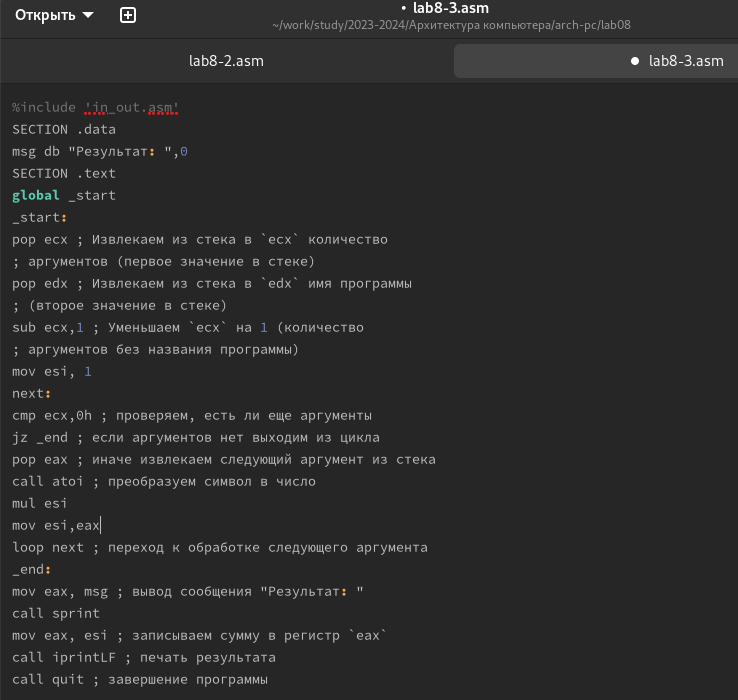 Открыть
• lab8-3.asm
~/work/study/2023-2024/Архитектура компьютера/arch-pc/lab08
lab8-2.asm
● lab8-3.asm
%include 'in_out.asm'
SECTION .data
msg db "Результат: ",0
SECTION .text
global _start
_start:
pop ecx ; Извлекаем из стека в `ecx` количество
; аргументов (первое значение в стеке)
pop edx ; Извлекаем из стека в `edx` имя программы
; (второе значение в стеке)
sub ecx,1 ; Уменьшаем `ecx` на 1 (количество
; аргументов без названия программы)
mov esi, 1
next:
cmp ecx,0h ; проверяем, есть ли еще аргументы
jz _end ; если аргументов нет выходим из цикла
pop eax ; иначе извлекаем следующий аргумент из стека
call atoi ; преобразуем символ в число
mul esi
mov esi,eax
loop next ; переход к обработке следующего аргумента
_end:
mov eax, msg ; вывод сообщения "Результат: "
call sprint
mov eax, esi ; записываем сумму в регистр `eax`
call iprintLF ; печать результата
call quit ; завершение программы